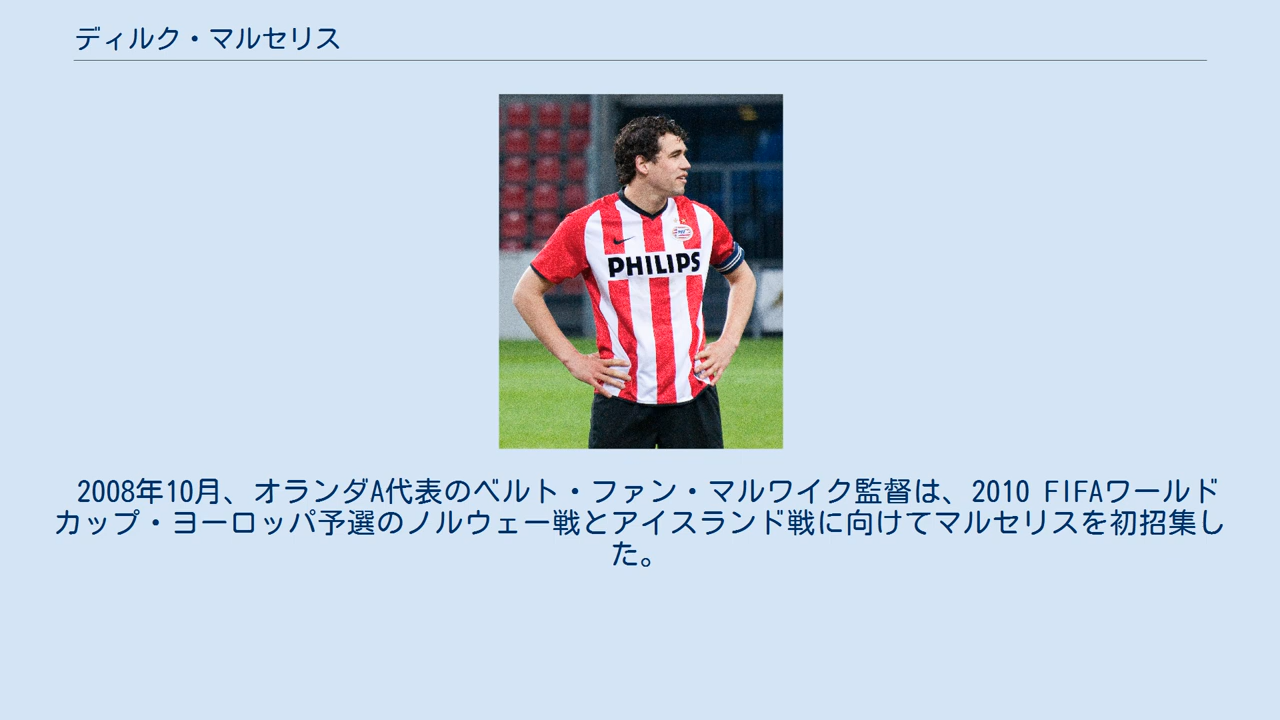 ディルク・マルセリス
PSV
PHILIPS
2008年10月、オランダA代表のベルト・ファン・マルワイク監督は、2010 FIFAワールド
カップ・ヨーロッパ予選のノルウェー戦とアイスランド戦に向けてマルセリスを初招集し
た。